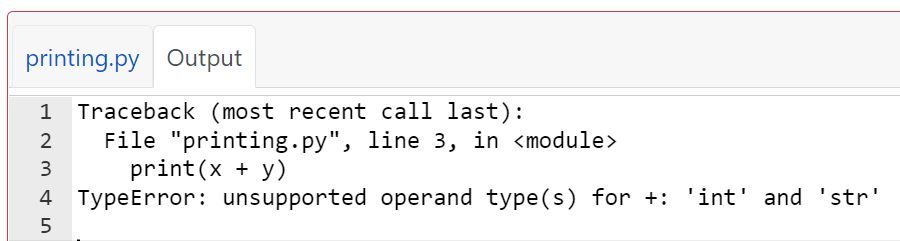 printing.py Output
1 Traceback (most recent call last):
2   File "printing.py", line 3, in <module>
3     print(x + y)
4 TypeError: unsupported operand type(s) for +: 'int' and 'str'
5